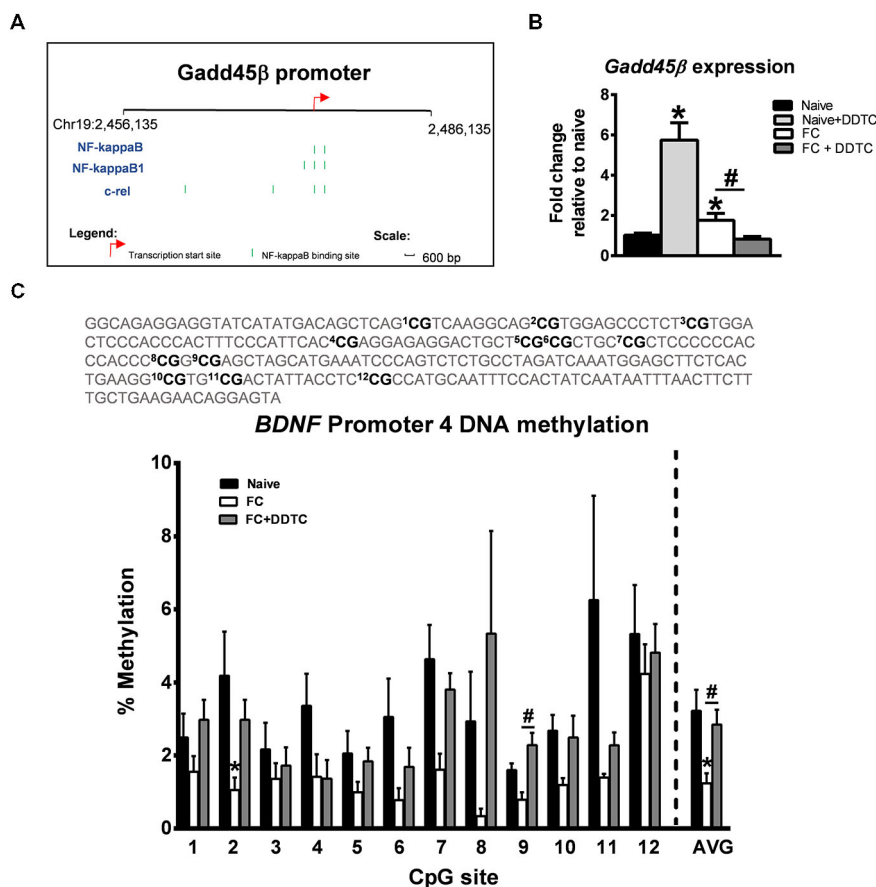 A
Gadd45β promoter
Chr19:2,456,135
2,486,135
NF-kappaB
NF-kappaB1
c-rel
Legend:
Scale:
Transcription start site
NF-kappaB binding site
600 bp
B
Gadd45β expression
Fold change
relative to naive
8
6
4
2
0
*
*
#
Naive
Naive+DDTC
FC
FC + DDTC
C
GGCAGAGGAGGTATCATATGACAGCTCAG¹CGTCAAGGCAG²CGTGGAGCCCTCT³CGTGGA
CTCCCACCCACTTTCCCATTCAC⁴CGAGGAGAGGACTGCT⁵CG⁶CGCTGC⁷CGCTCCCCCCAC
CCACCC⁸CGG⁹CGAGCTAGCATGAAATCCCAGTCTCTGCCTAGATCAAATGGAGCTTCTCAC
TGAAGG¹⁰CGTG¹¹CGACTATTACCTC¹²CGCCATGCAATTTCCACTATCAATAATTTAACTTCTT
TGCTGAAGAACAGGAGTA
BDNF Promoter 4 DNA methylation
% Methylation
10
8
6
4
2
0
Naive
FC
FC+DDTC
*
#
#
*
1 2 3 4 5 6 7 8 9 10 11 12 AVG
CpG site